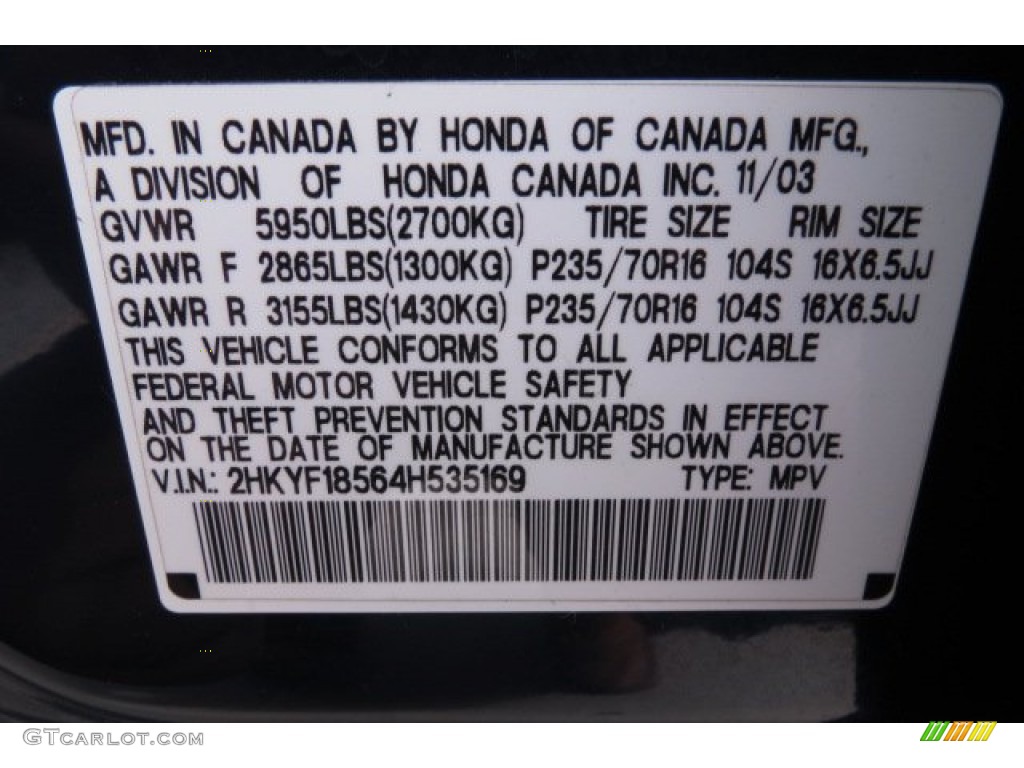 MFD. IN CANADA BY HONDA OF CANADA MFG.,
A DIVISION OF HONDA CANADA INC. 11/03
GVWR 5950LBS(2700KG) TIRE SIZE RIM SIZE
GAWR F 2865LBS(1300KG) P235/70R16 104S 16X6.5JJ
GAWR R 3155LBS(1430KG) P235/70R16 104S 16X6.5JJ
THIS VEHICLE CONFORMS TO ALL APPLICABLE
FEDERAL MOTOR VEHICLE SAFETY
AND THEFT PREVENTION STANDARDS IN EFFECT
ON THE DATE OF MANUFACTURE SHOWN ABOVE.
V.I.N.: 2HKYF18564H535169 TYPE: MPV
GTCarLot.com